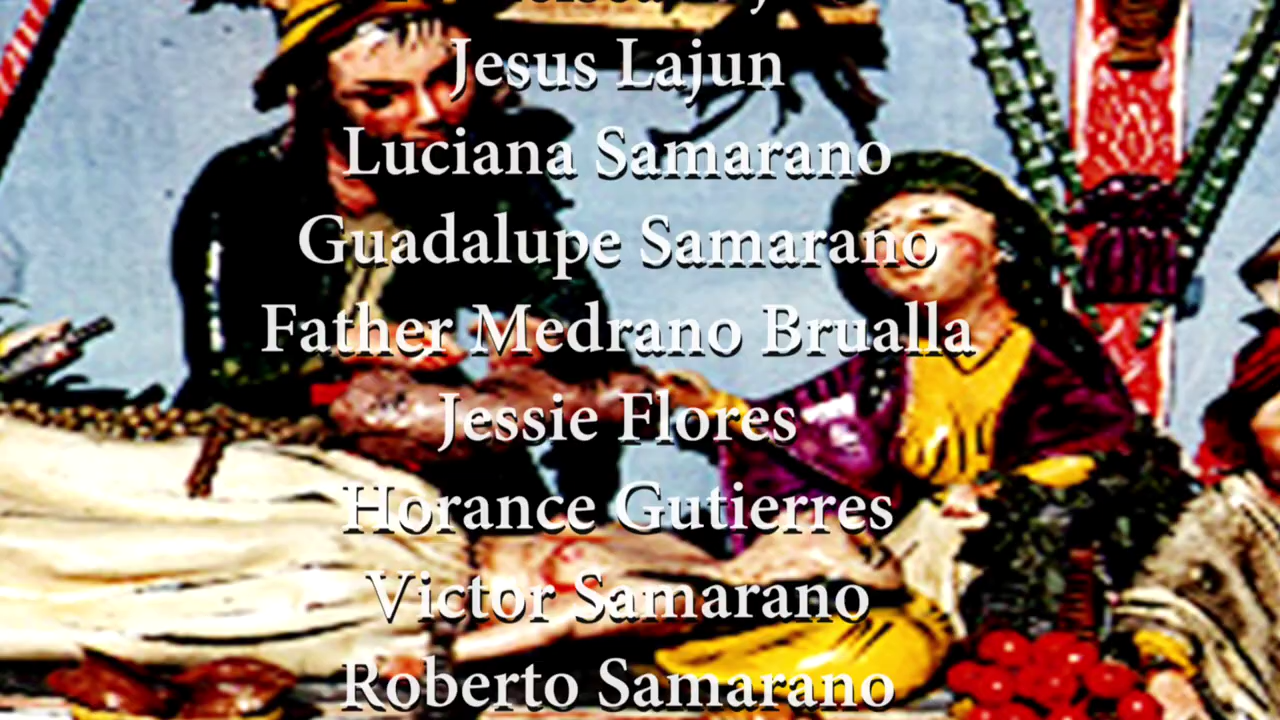 Jesus Lajun
Luciana Samarano
Guadalupe Samarano
Father Medrano Brualla
Jessie Flores
Horance Gutierres
Victor Samarano
Roberto Samarano